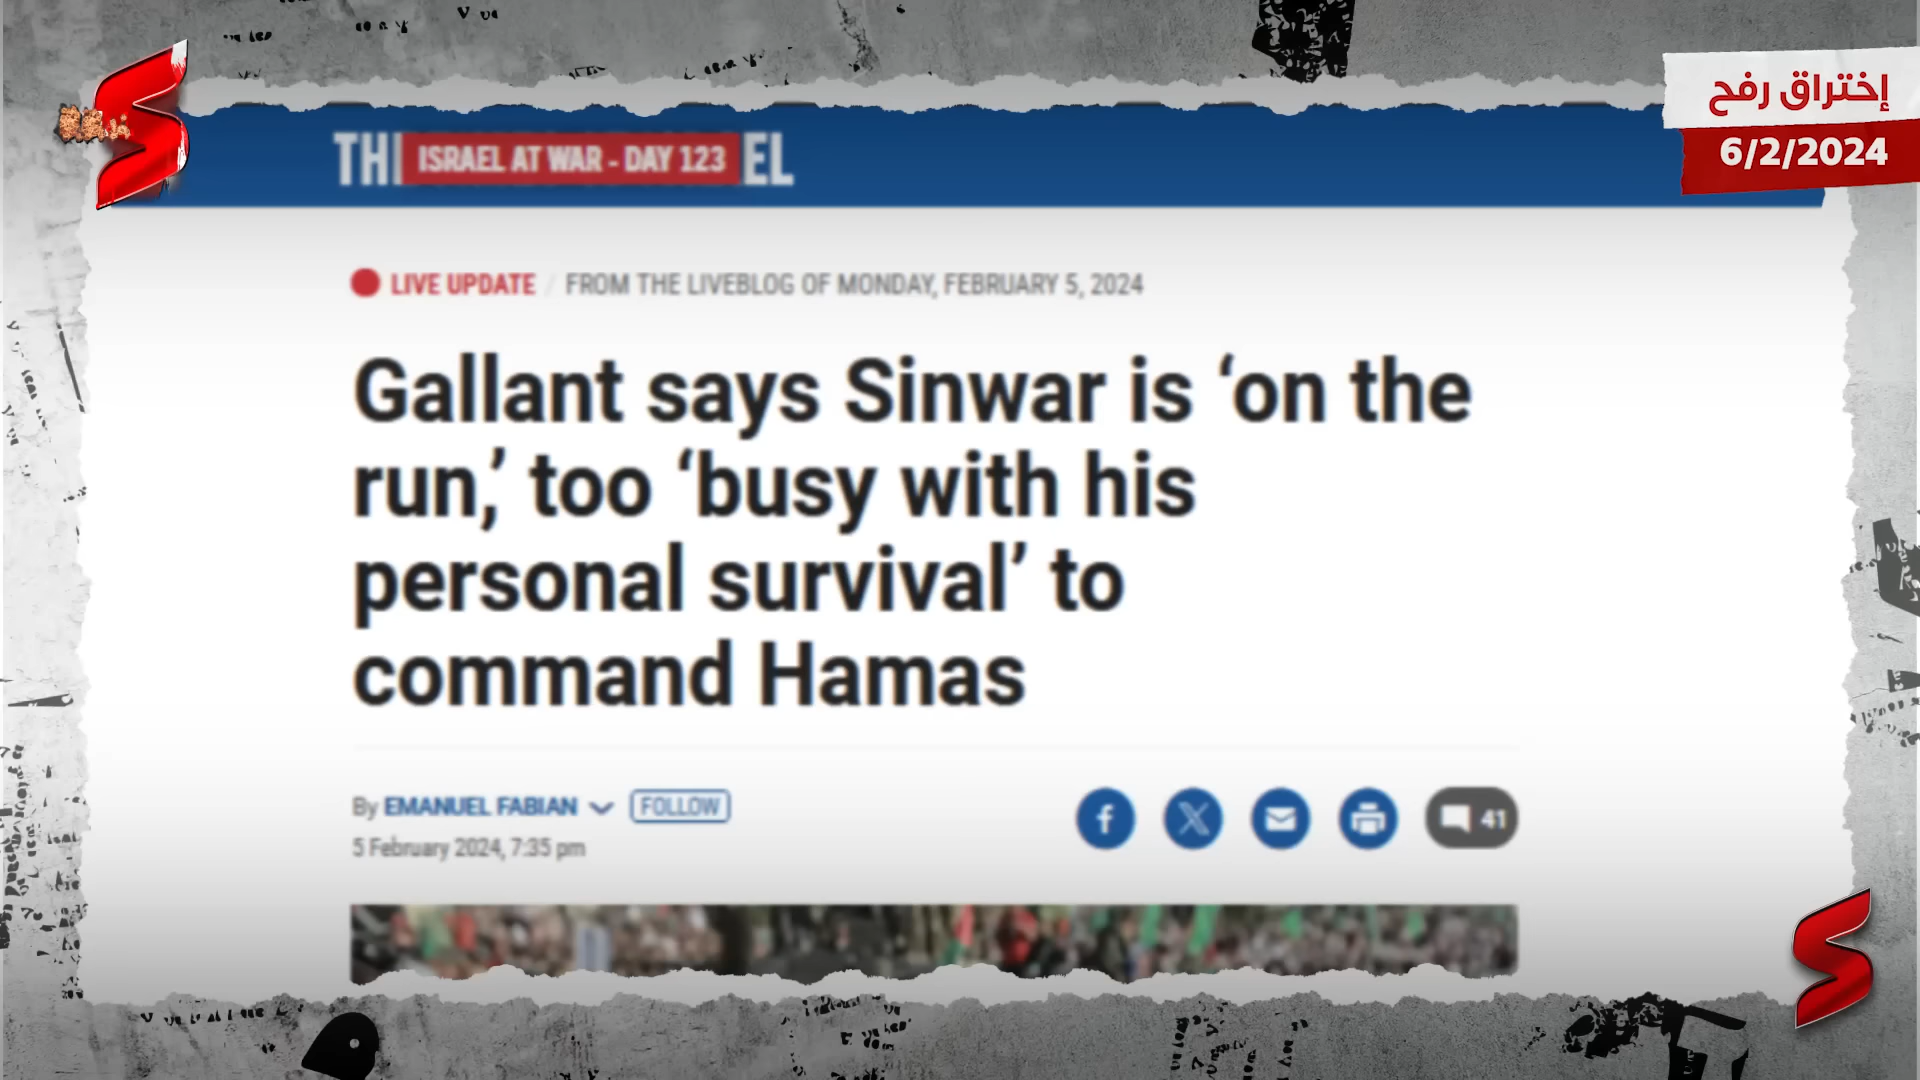 إختراق رفح
6/2/2024
TH ISRAEL AT WAR - DAY 123 EL
LIVE UPDATE / FROM THE LIVEBLOG OF MONDAY, FEBRUARY 5, 2024
Gallant says Sinwar is ‘on the
run,’ too ‘busy with his
personal survival’ to
command Hamas
By EMANUEL FABIAN FOLLOW
5 February 2024, 7:35 pm
41